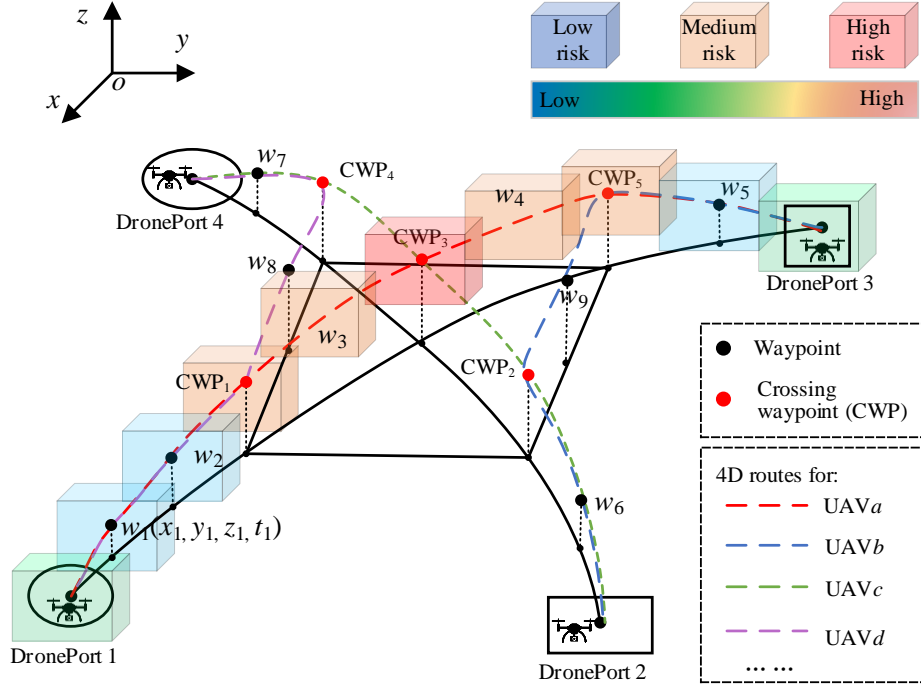 z
y
x
o
Low
risk
Medium
risk
High
risk
Low
High
w₇
CWP₄
DronePort 4
w₄
CWP₅
w₅
CWP₃
w₈
DronePort 3
w₉
w₃
CWP₁
CWP₂
Waypoint
Crossing
waypoint (CWP)
w₂
w₁(x₁, y₁, z₁, t₁)
w₆
4D routes for:
UAVa
UAVb
UAVc
UAVd
... ...
DronePort 1
DronePort 2